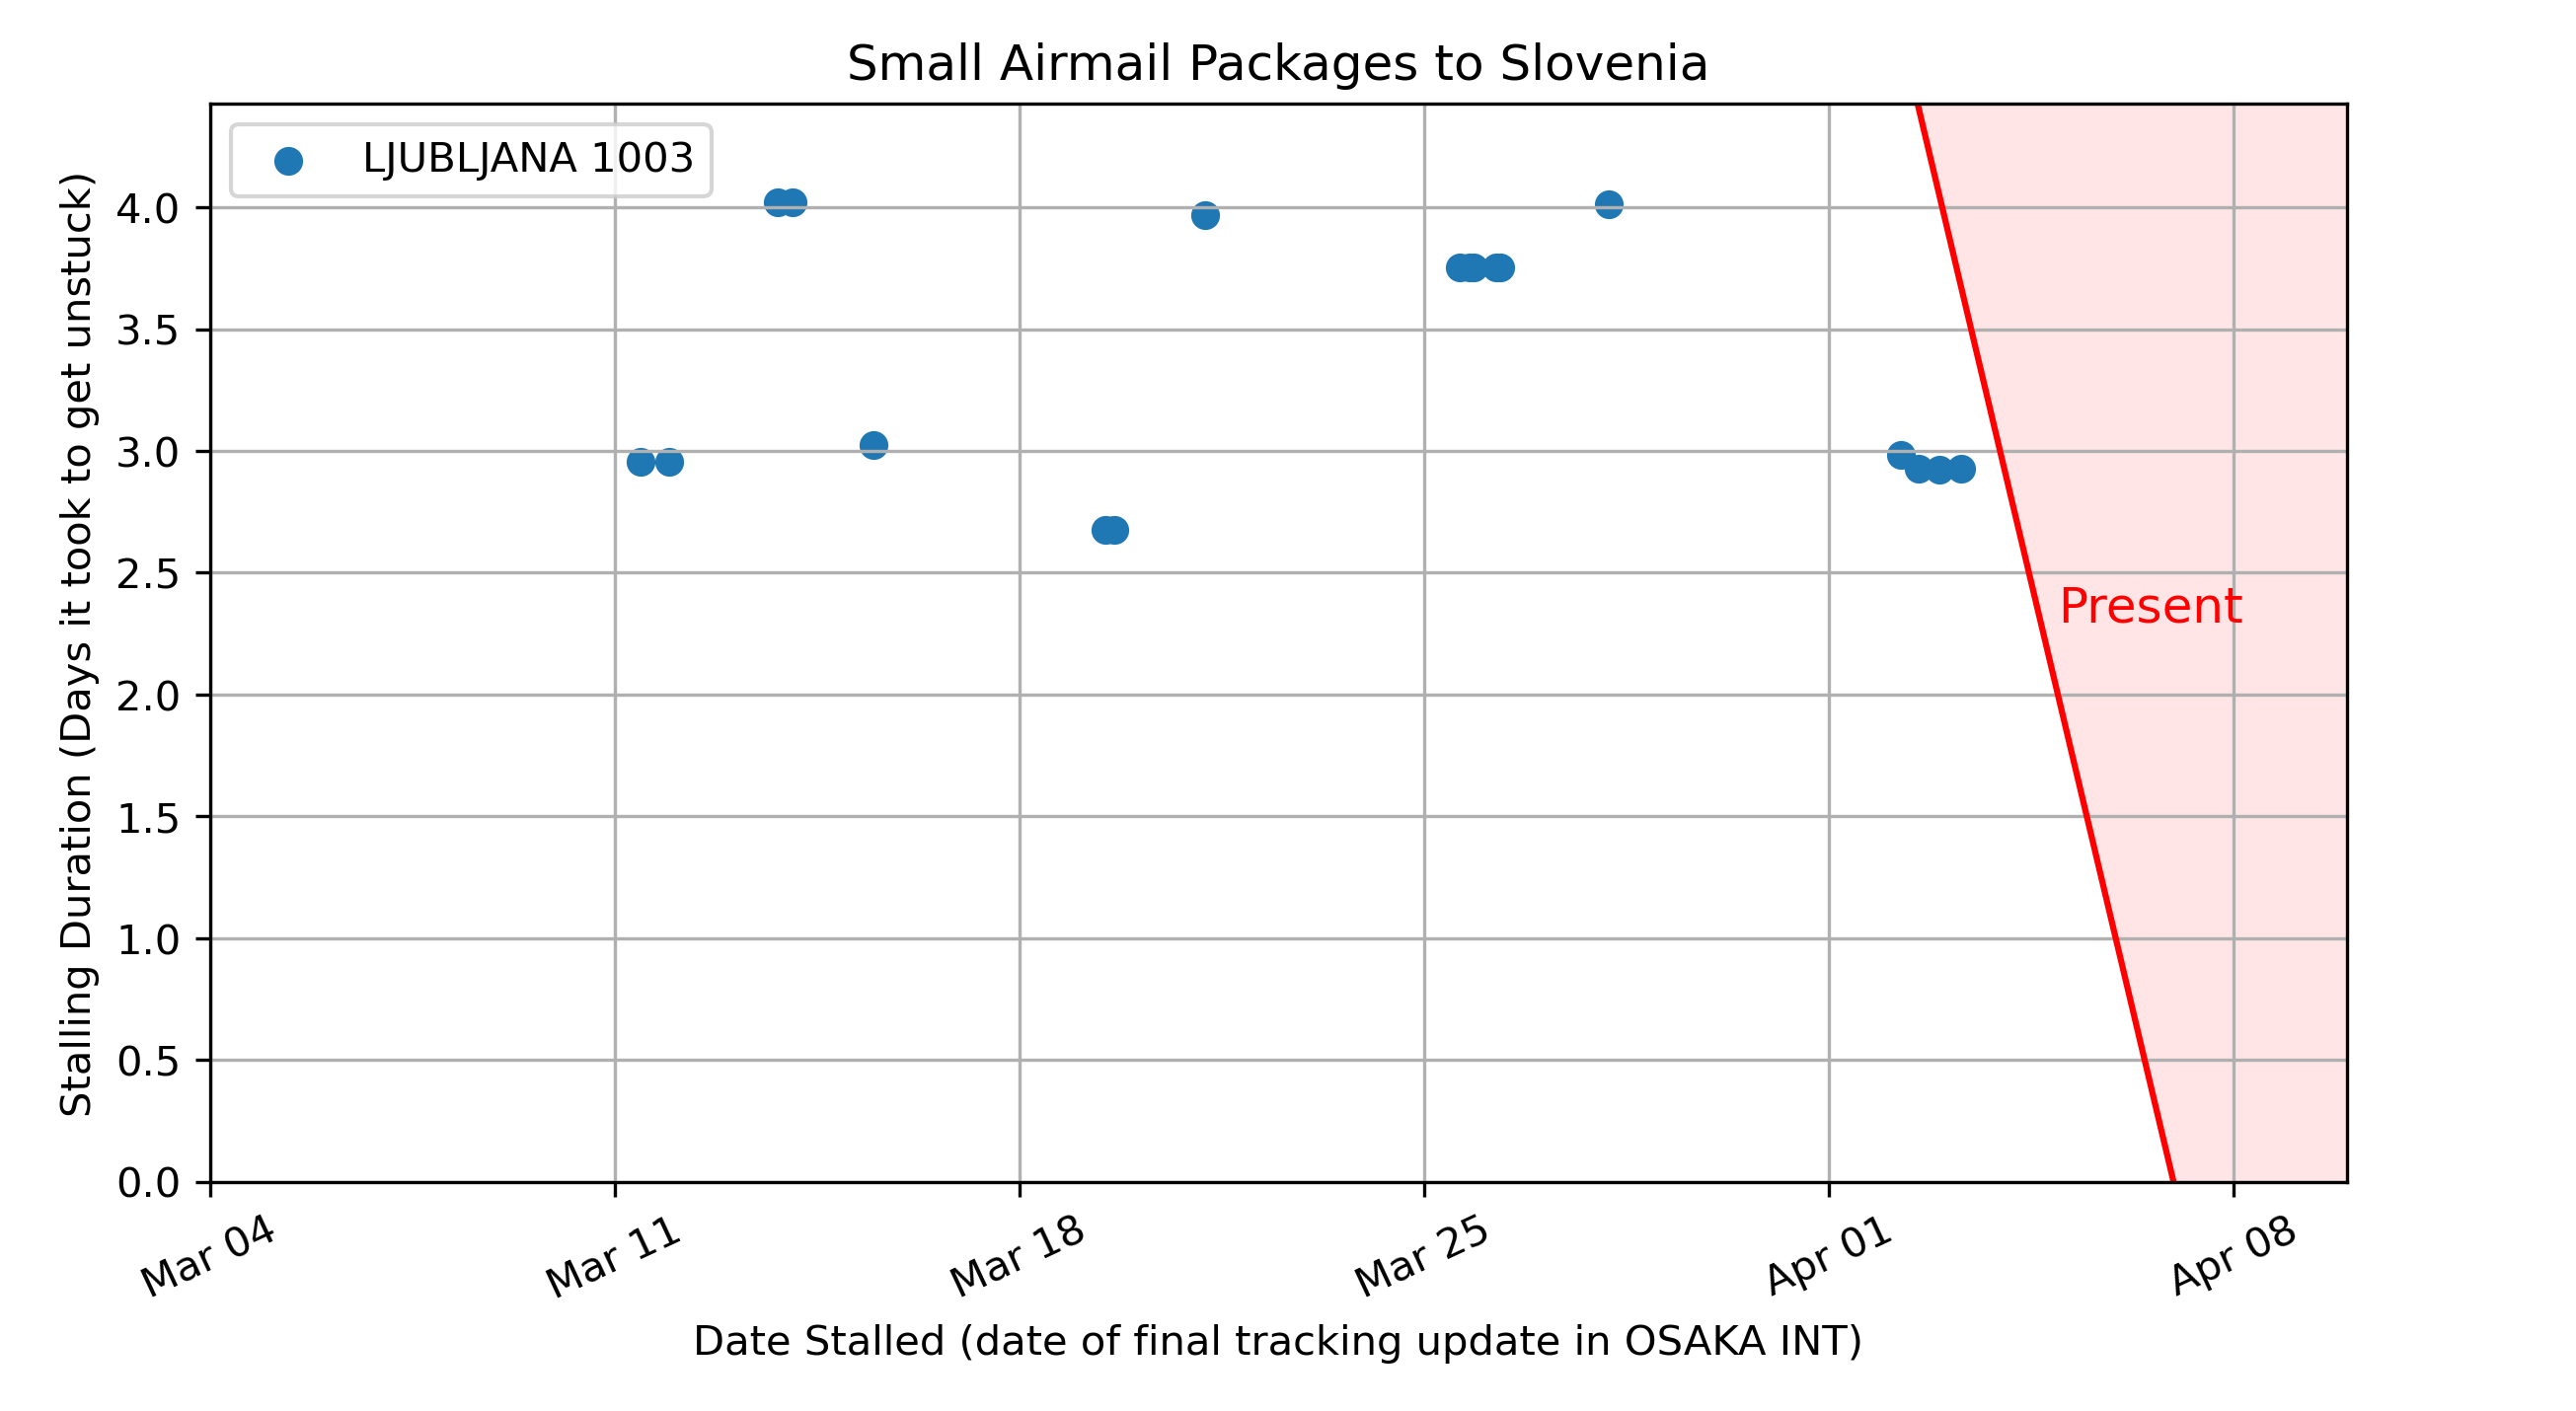 Small Airmail Packages to Slovenia
LJUBLJANA 1003
Stalling Duration (Days it took to get unstuck)
4.0
3.5
3.0
2.5
2.0
1.5
1.0
0.5
0.0
Present
Mar 04
Mar 11
Mar 18
Mar 25
Apr 01
Apr 08
Date Stalled (date of final tracking update in OSAKA INT)